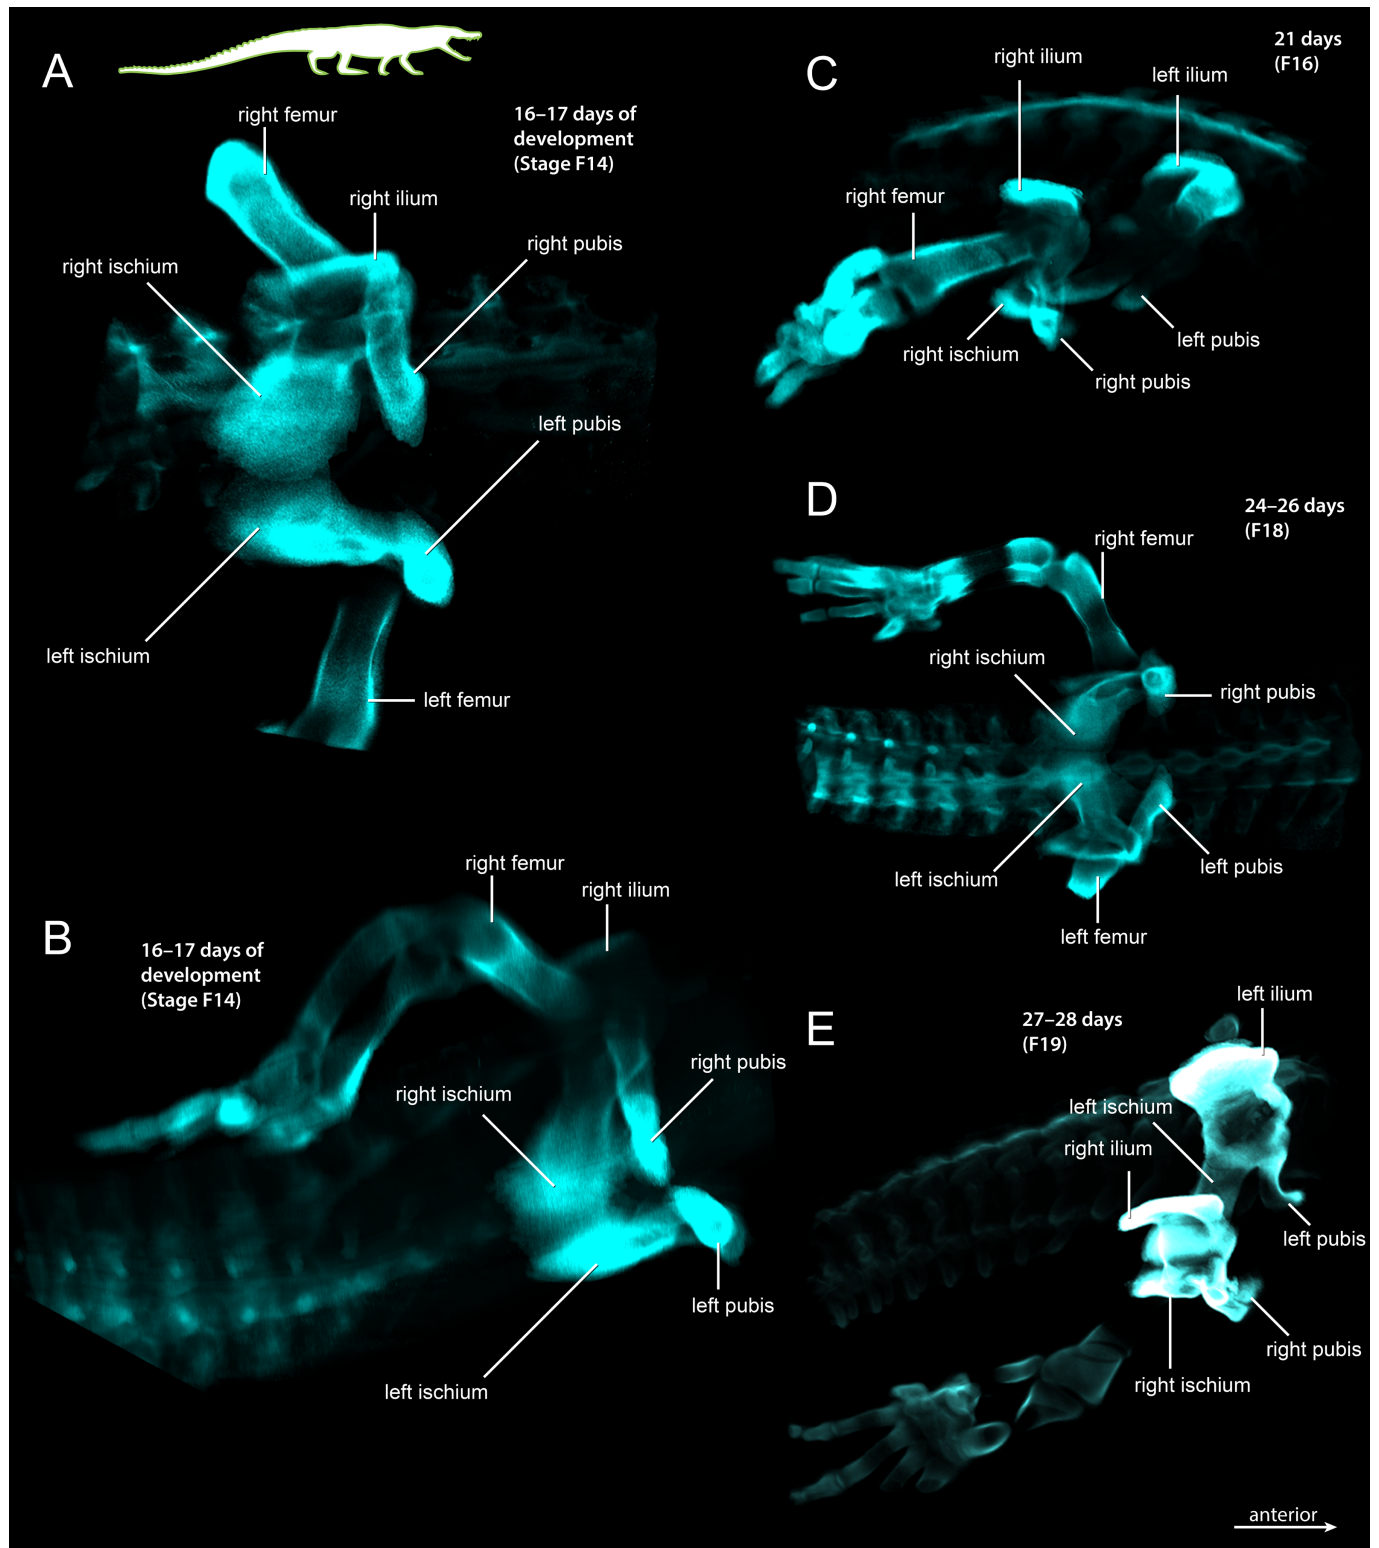 A
right femur
16–17 days of
development
(Stage F14)
right ilium
right pubis
right ischium
left pubis
left ischium
left femur
B
16–17 days of
development
(Stage F14)
right femur
right ilium
right pubis
right ischium
left pubis
left ischium
C
21 days
(F16)
right ilium
left ilium
right femur
left pubis
right ischium
right pubis
D
24–26 days
(F18)
right femur
right ischium
right pubis
left pubis
left ischium
left femur
E
27–28 days
(F19)
left ilium
left ischium
right ilium
left pubis
right pubis
right ischium
anterior